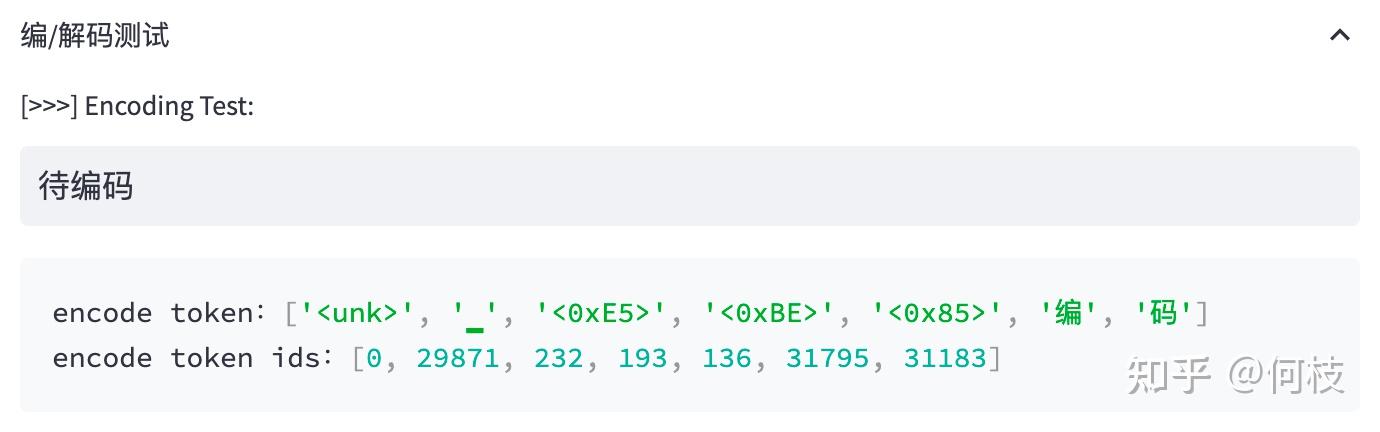 编/解码测试
[>>>] Encoding Test:
待编码
encode token: ['<unk>', '▁', '<0xE5>', '<0xBE>', '<0x85>', '编', '码']
encode token ids: [0, 29871, 232, 193, 136, 31795, 31183]
知乎 @何枝